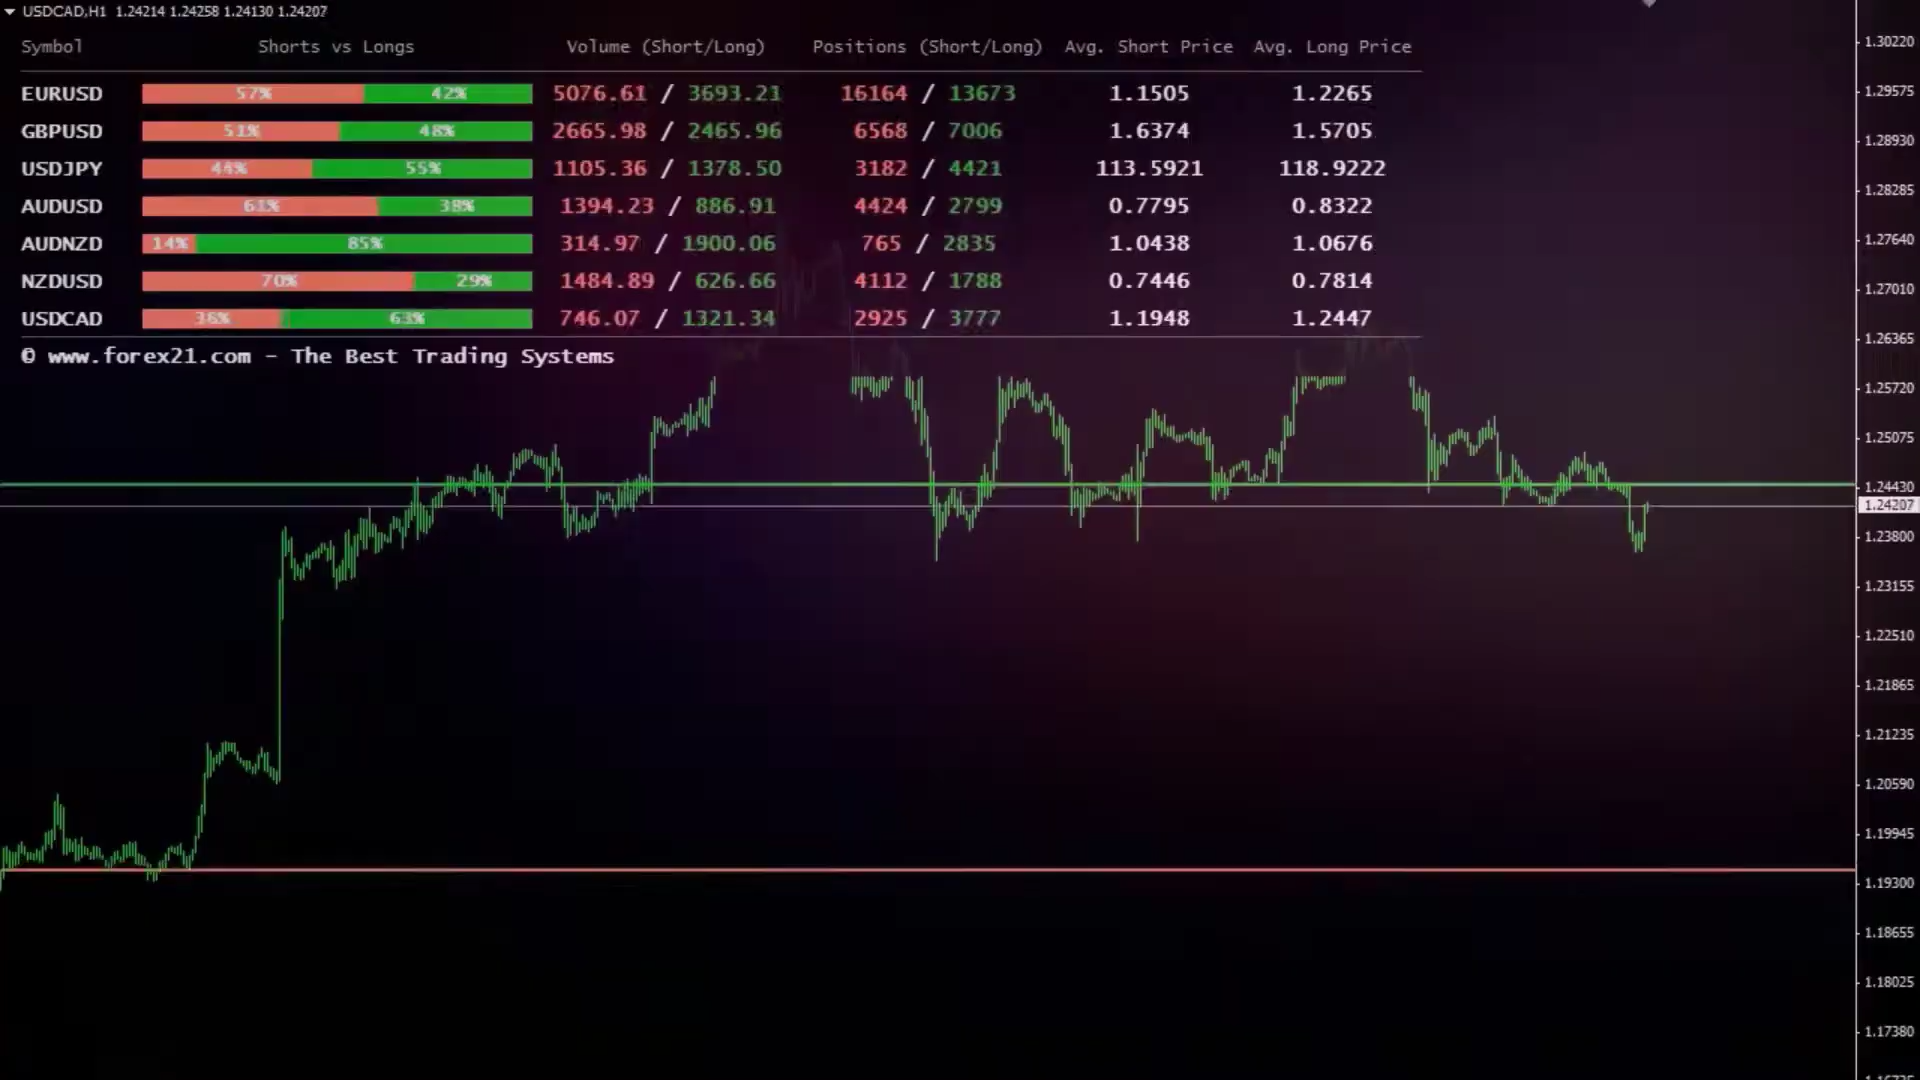 USDCAD,H1 1.24214 1.24258 1.24130 1.24207
Symbol Shorts vs Longs Volume (Short/Long) Positions (Short/Long) Avg. Short Price Avg. Long Price
EURUSD 57% 42% 5076.61 / 3693.21 16164 / 13673 1.1505 1.2265
GBPUSD 51% 48% 2665.98 / 2465.96 6568 / 7006 1.6374 1.5705
USDJPY 44% 55% 1105.36 / 1378.50 3182 / 4421 113.5921 118.9222
AUDUSD 61% 38% 1394.23 / 886.91 4424 / 2799 0.7795 0.8322
AUDNZD 14% 85% 314.97 / 1900.06 765 / 2835 1.0438 1.0676
NZDUSD 70% 29% 1484.89 / 626.66 4112 / 1788 0.7446 0.7814
USDCAD 36% 63% 746.07 / 1321.34 2925 / 3777 1.1948 1.2447
© www.forex21.com - The Best Trading Systems
1.30220
1.29575
1.28930
1.28285
1.27640
1.27010
1.26365
1.25720
1.25075
1.24430
1.24207
1.23800
1.23155
1.22510
1.21865
1.21235
1.20590
1.19945
1.19300
1.18655
1.18025
1.17380